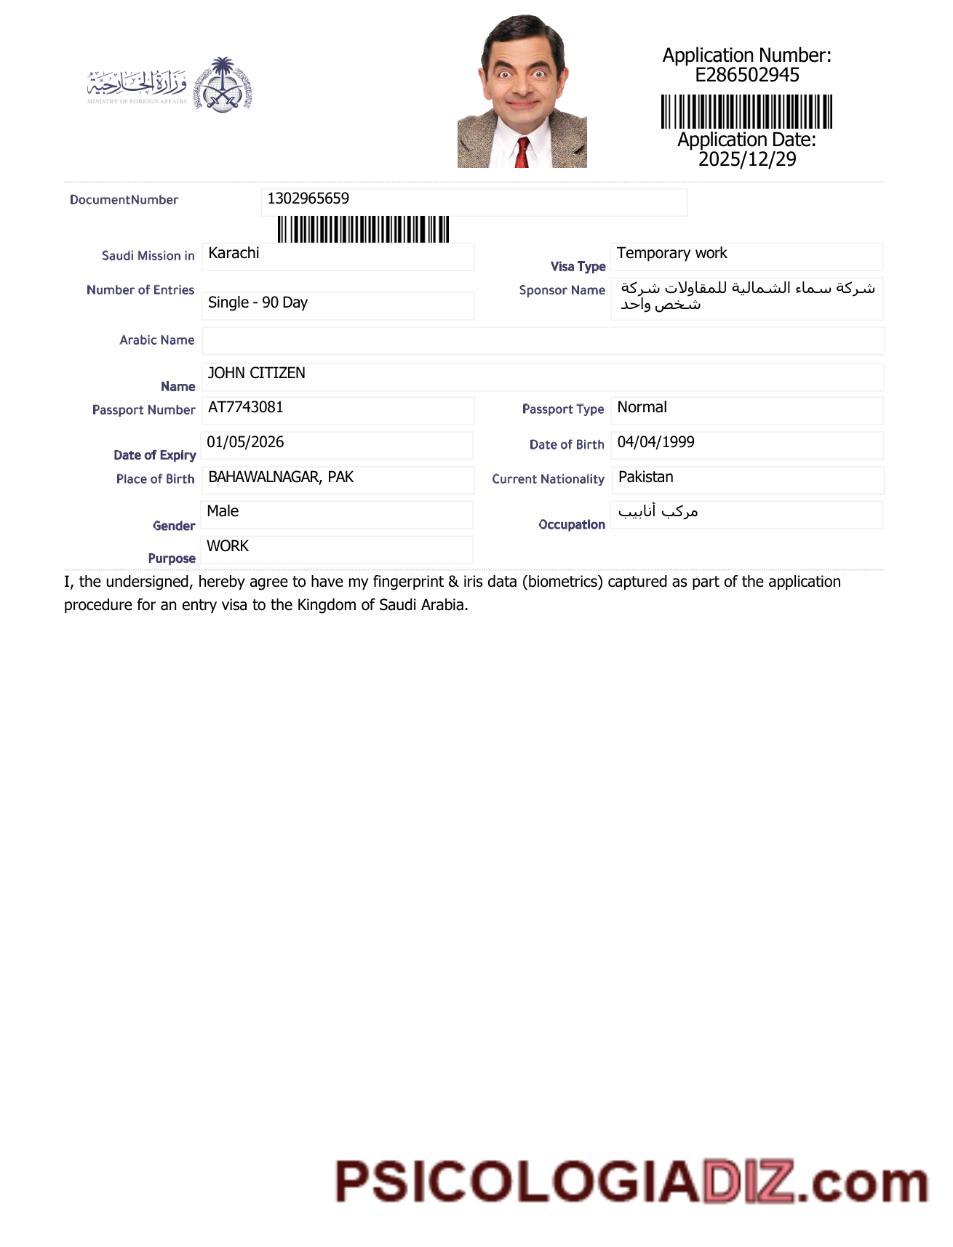 وزارة الخارجية
MINISTRY OF FOREIGN AFFAIRS
Application Number:
E286502945
Application Date:
2025/12/29
DocumentNumber 1302965659
Saudi Mission in Karachi
Visa Type Temporary work
Number of Entries Single - 90 Day
Sponsor Name شركة سماء الشمالية للمقاولات شركة
شخص واحد
Arabic Name
Name JOHN CITIZEN
Passport Number AT7743081
Passport Type Normal
Date of Expiry 01/05/2026
Date of Birth 04/04/1999
Place of Birth BAHAWALNAGAR, PAK
Current Nationality Pakistan
Gender Male
Occupation مركب أنابيب
Purpose WORK
I, the undersigned, hereby agree to have my fingerprint & iris data (biometrics) captured as part of the application
procedure for an entry visa to the Kingdom of Saudi Arabia.
PSICOLOGIADIZ.com